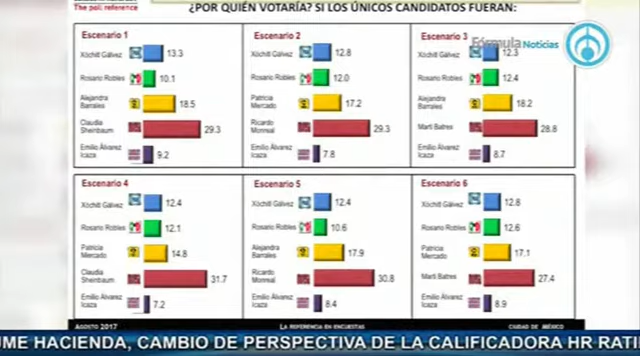 The poll reference
¿POR QUIÉN VOTARÍA? SI LOS ÚNICOS CANDIDATOS FUERAN:
Fórmula Noticias
Escenario 1
Xóchitl Gálvez 13.3
Rosario Robles 10.1
Alejandra Barrales 18.5
Claudia Sheinbaum 29.3
Emilio Álvarez Icaza 9.2
Escenario 2
Xóchitl Gálvez 12.8
Rosario Robles 12.0
Patricia Mercado 17.2
Ricardo Monreal 29.3
Emilio Álvarez Icaza 7.8
Escenario 3
Xóchitl Gálvez 12.3
Rosario Robles 12.4
Alejandra Barrales 18.2
Martí Batres 28.8
Emilio Álvarez Icaza 8.7
Escenario 4
Xóchitl Gálvez 12.4
Rosario Robles 12.1
Patricia Mercado 14.8
Claudia Sheinbaum 31.7
Emilio Álvarez Icaza 7.2
Escenario 5
Xóchitl Gálvez 12.4
Rosario Robles 10.6
Alejandra Barrales 17.9
Ricardo Monreal 30.8
Emilio Álvarez Icaza 8.4
Escenario 6
Xóchitl Gálvez 12.8
Rosario Robles 12.6
Patricia Mercado 17.1
Martí Batres 27.4
Emilio Álvarez Icaza 8.9
AGOSTO 2017 LA REFERENCIA EN ENCUESTAS CIUDAD DE MÉXICO
UME HACIENDA, CAMBIO DE PERSPECTIVA DE LA CALIFICADORA HR RATI